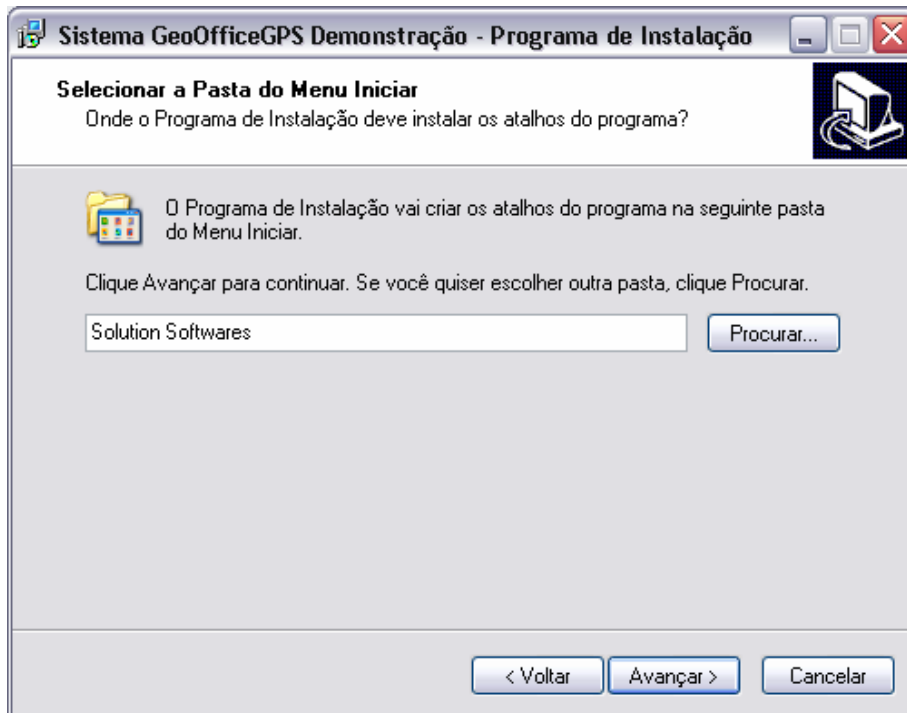 Sistema GeoOfficeGPS Demonstração - Programa de Instalação
Selecionar a Pasta do Menu Iniciar
Onde o Programa de Instalação deve instalar os atalhos do programa?
O Programa de Instalação vai criar os atalhos do programa na seguinte pasta
do Menu Iniciar.
Clique Avançar para continuar. Se você quiser escolher outra pasta, clique Procurar.
Solution Softwares
Procurar...
< Voltar
Avançar >
Cancelar